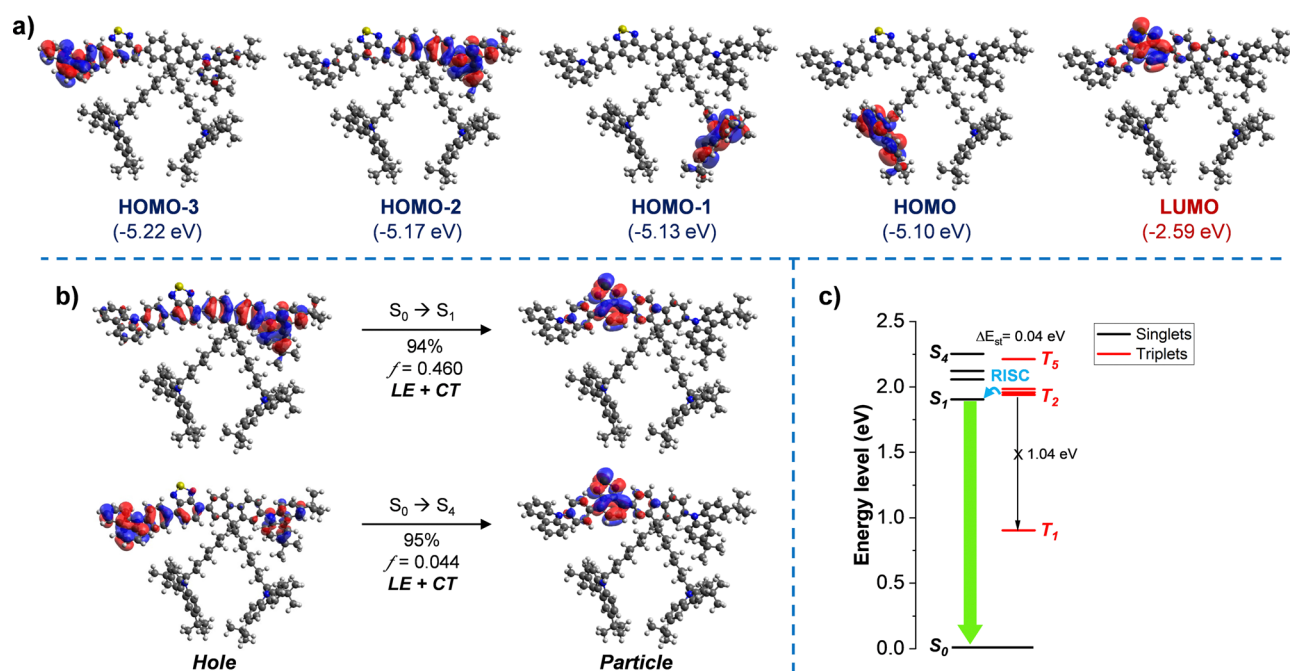 a)
HOMO-3
(-5.22 eV)
HOMO-2
(-5.17 eV)
HOMO-1
(-5.13 eV)
HOMO
(-5.10 eV)
LUMO
(-2.59 eV)
b)
S₀ → S₁
94%
f = 0.460
LE + CT
S₀ → S₄
95%
f = 0.044
LE + CT
Hole
Particle
c)
Energy level (eV)
2.5
2.0
1.5
1.0
0.5
0.0
ΔEst= 0.04 eV
Singlets
Triplets
S₄
T₅
RISC
S₁
T₂
X 1.04 eV
T₁
S₀